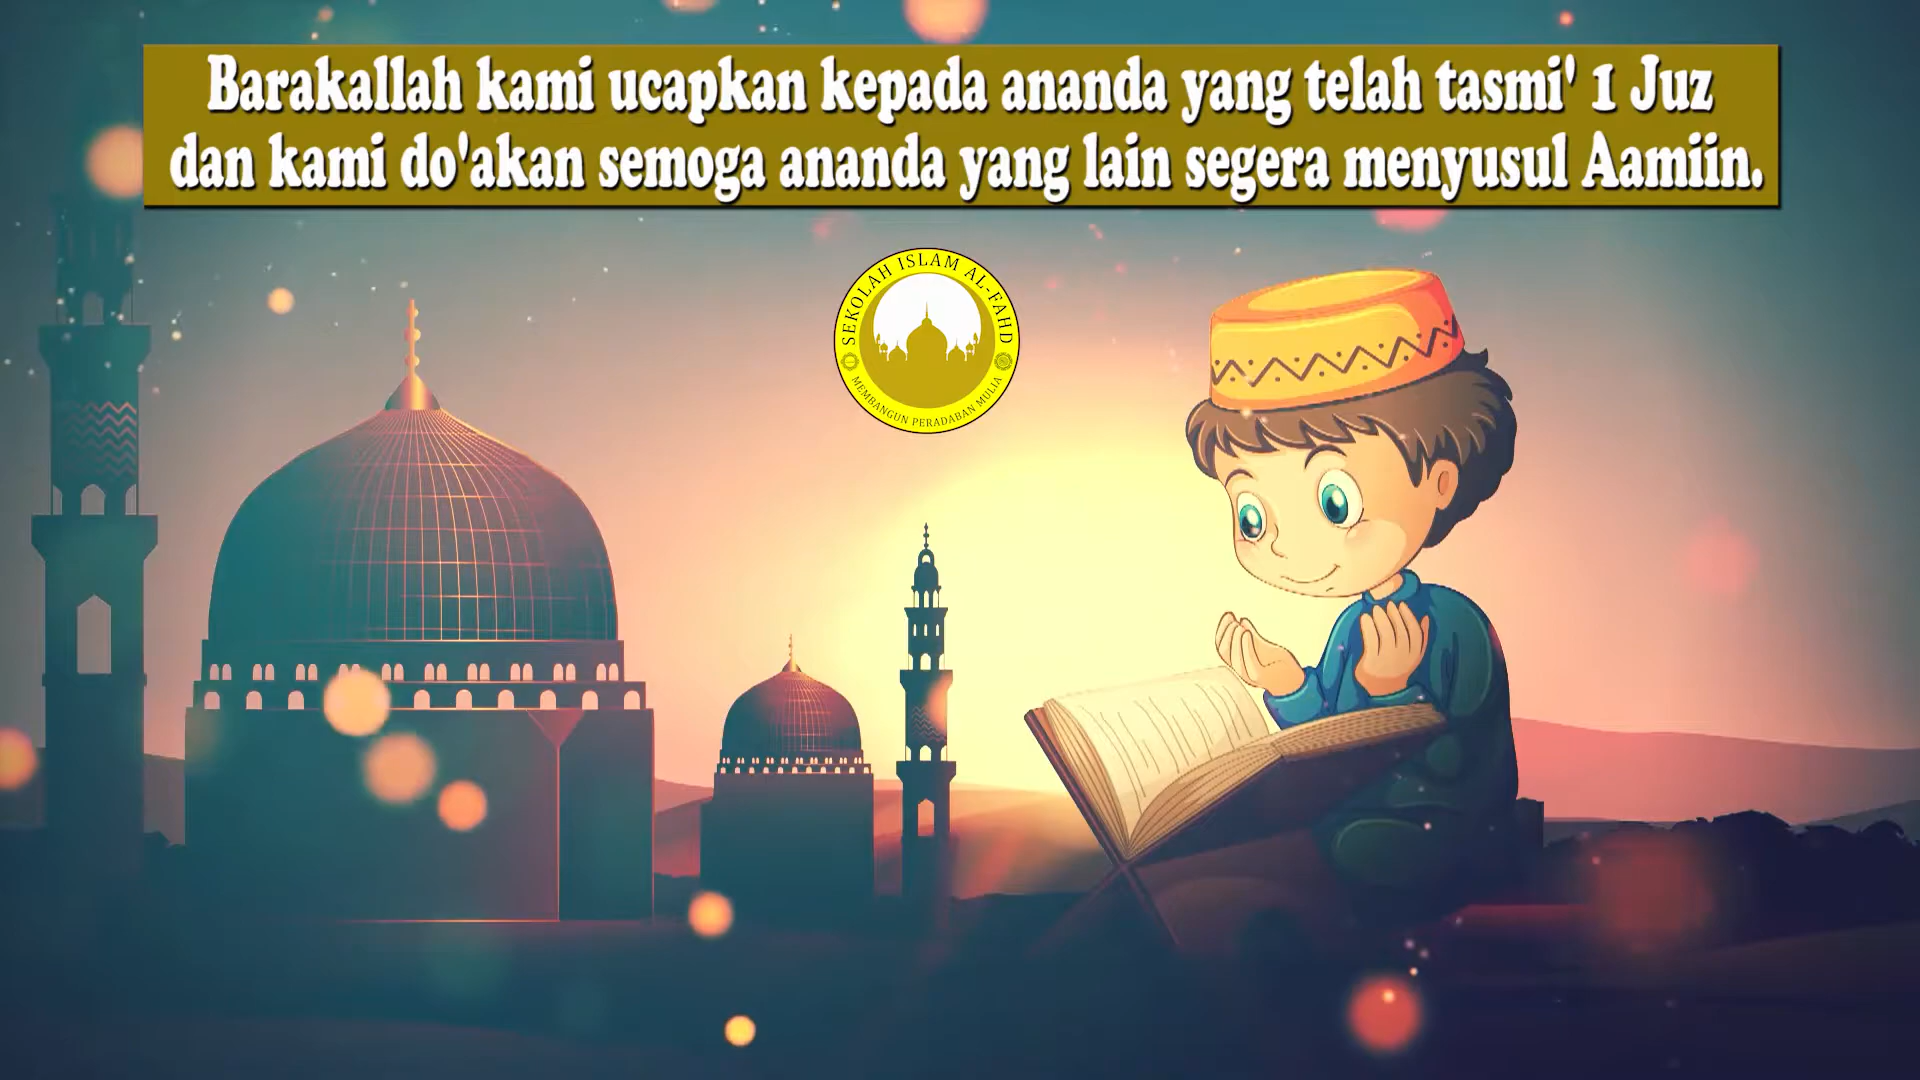 Barakallah kami ucapkan kepada ananda yang telah tasmi' 1 Juz
dan kami do'akan semoga ananda yang lain segera menyusul Aamiin.
SEKOLAH ISLAM AL-FAHD
MEMBANGUN PERADABAN MULIA